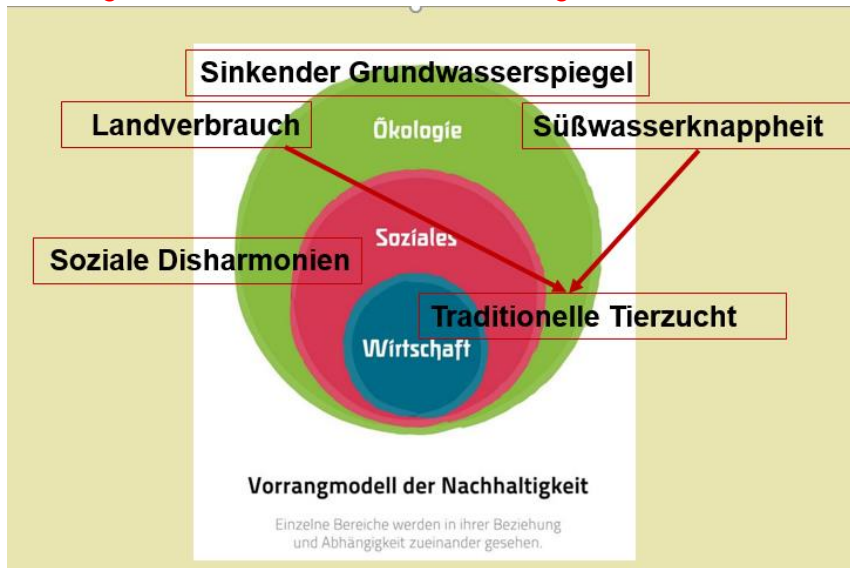 Sinkender Grundwasserspiegel
Landverbrauch
Ökologie
Süßwasserknappheit
Soziales
Soziale Disharmonien
Traditionelle Tierzucht
Wirtschaft
Vorrangmodell der Nachhaltigkeit
Einzelne Bereiche werden in ihrer Beziehung
und Abhängigkeit zueinander gesehen.